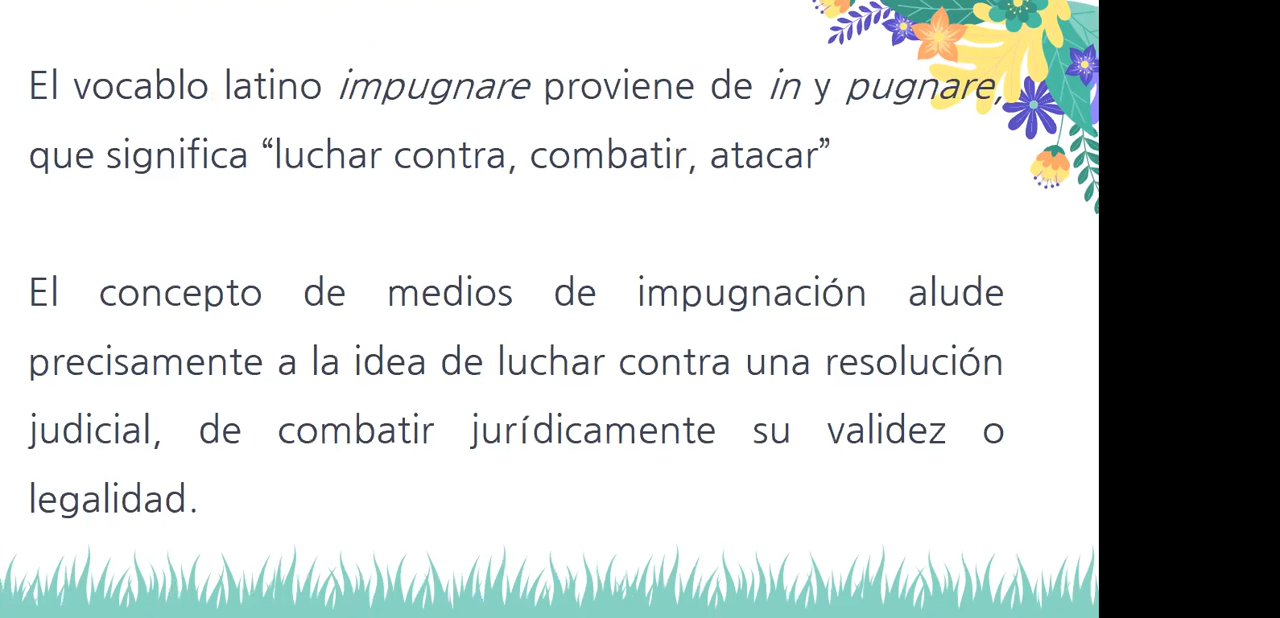 El vocablo latino impugnare proviene de in y pugnare,
que significa “luchar contra, combatir, atacar”
El concepto de medios de impugnación alude
precisamente a la idea de luchar contra una resolución
judicial, de combatir jurídicamente su validez o
legalidad.